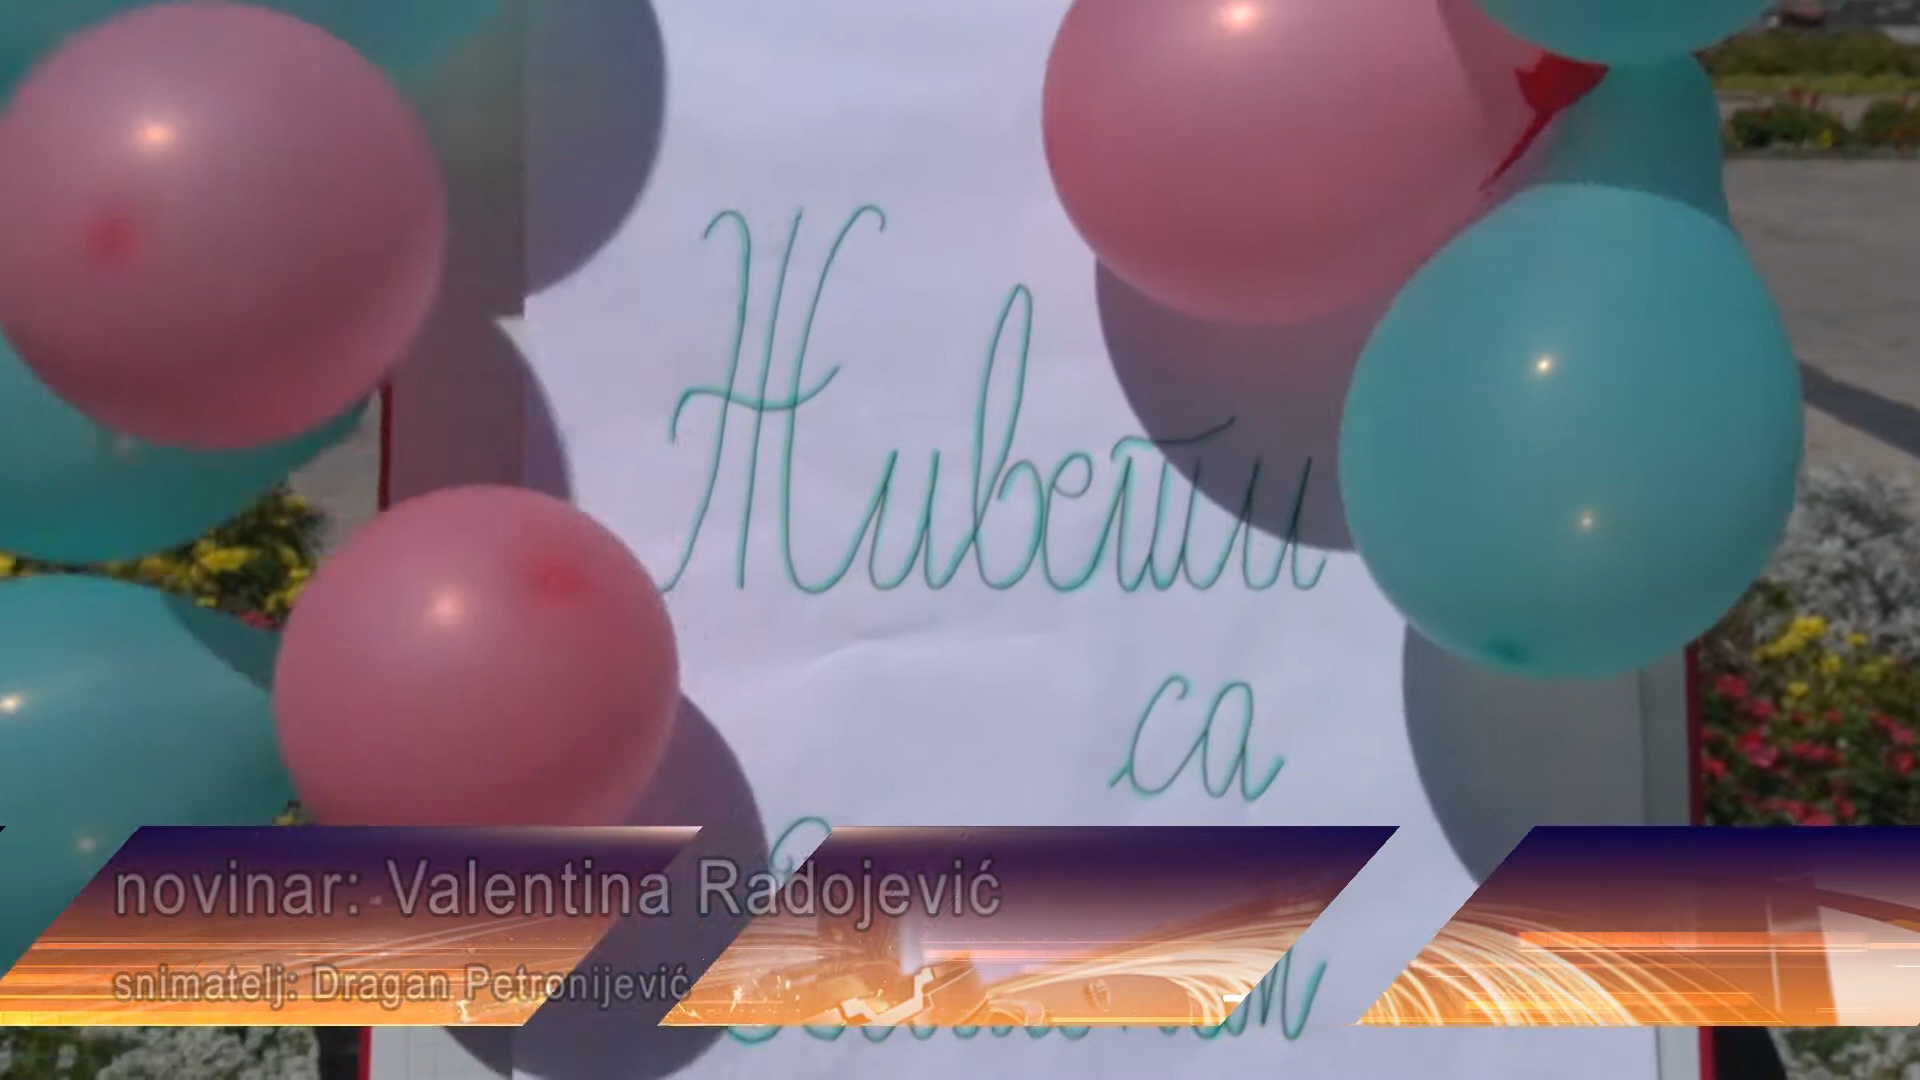 Живети
са
novinar: Valentina Radojević
snimatelj: Dragan Petronijević